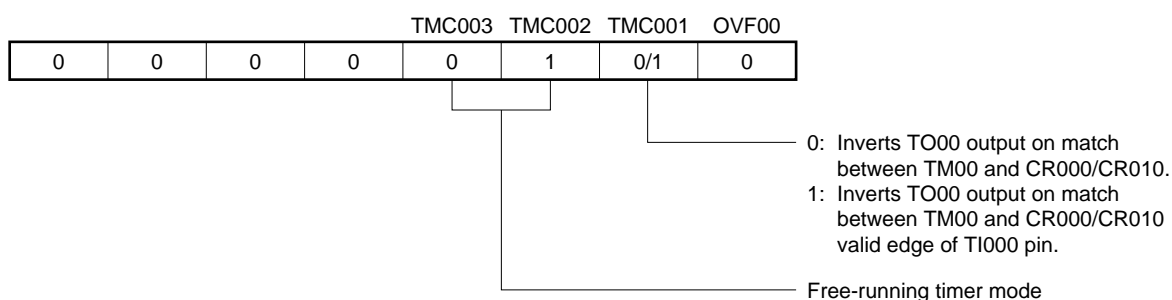 TMC003 TMC002 TMC001 OVF00
0 0 0 0 0 1 0/1 0
0: Inverts TO00 output on match
between TM00 and CR000/CR010.
1: Inverts TO00 output on match
between TM00 and CR000/CR010
valid edge of TI000 pin.
Free-running timer mode